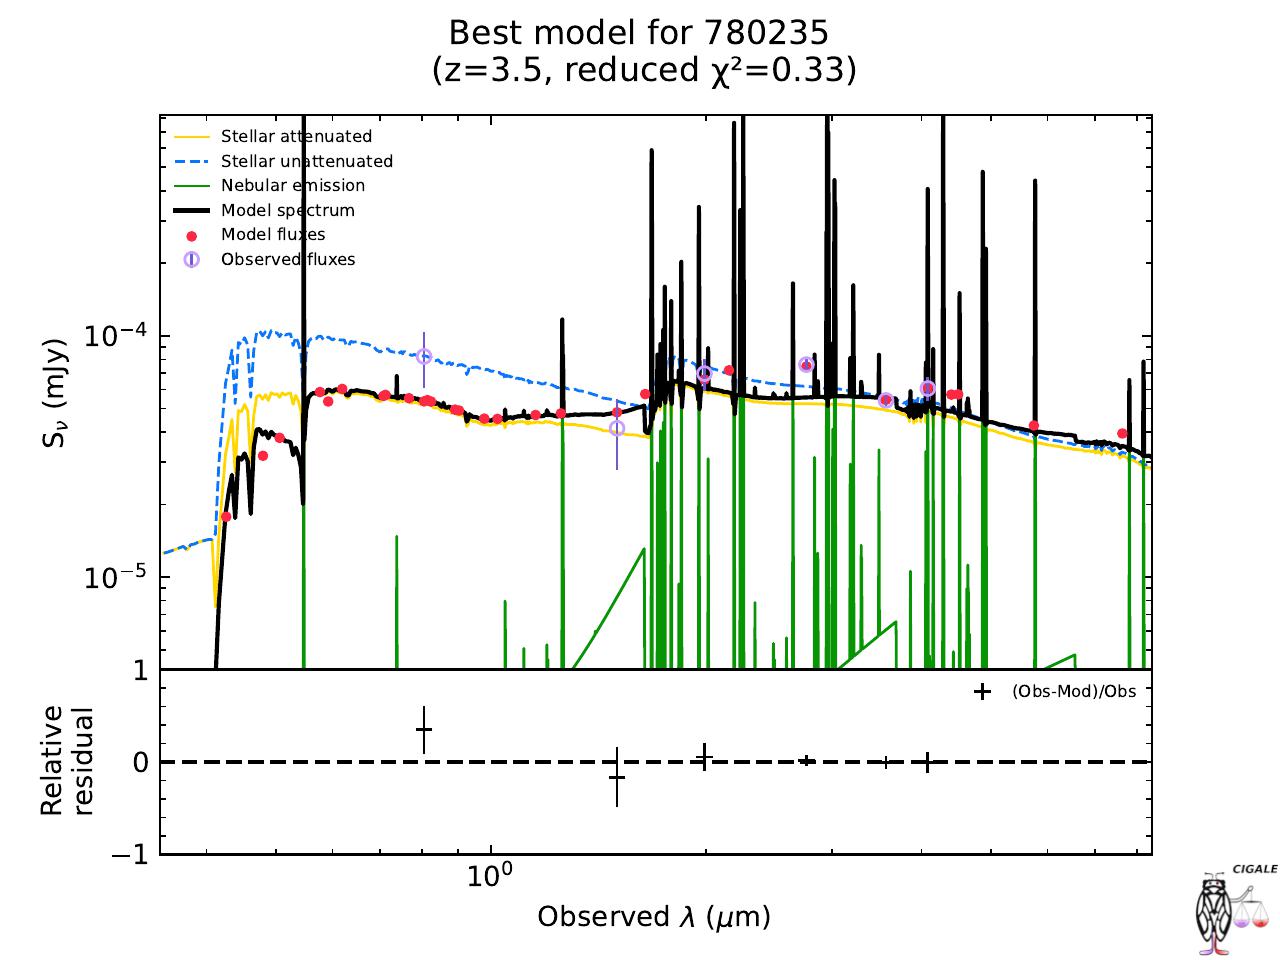 Best model for 780235
(z=3.5, reduced χ²=0.33)
Stellar attenuated
Stellar unattenuated
Nebular emission
Model spectrum
Model fluxes
Observed fluxes
10⁻⁴
S𝜈 (mJy)
10⁻⁵
1
(Obs-Mod)/Obs
Relative
residual
0
−1
10⁰
Observed λ (μm)
CIGALE